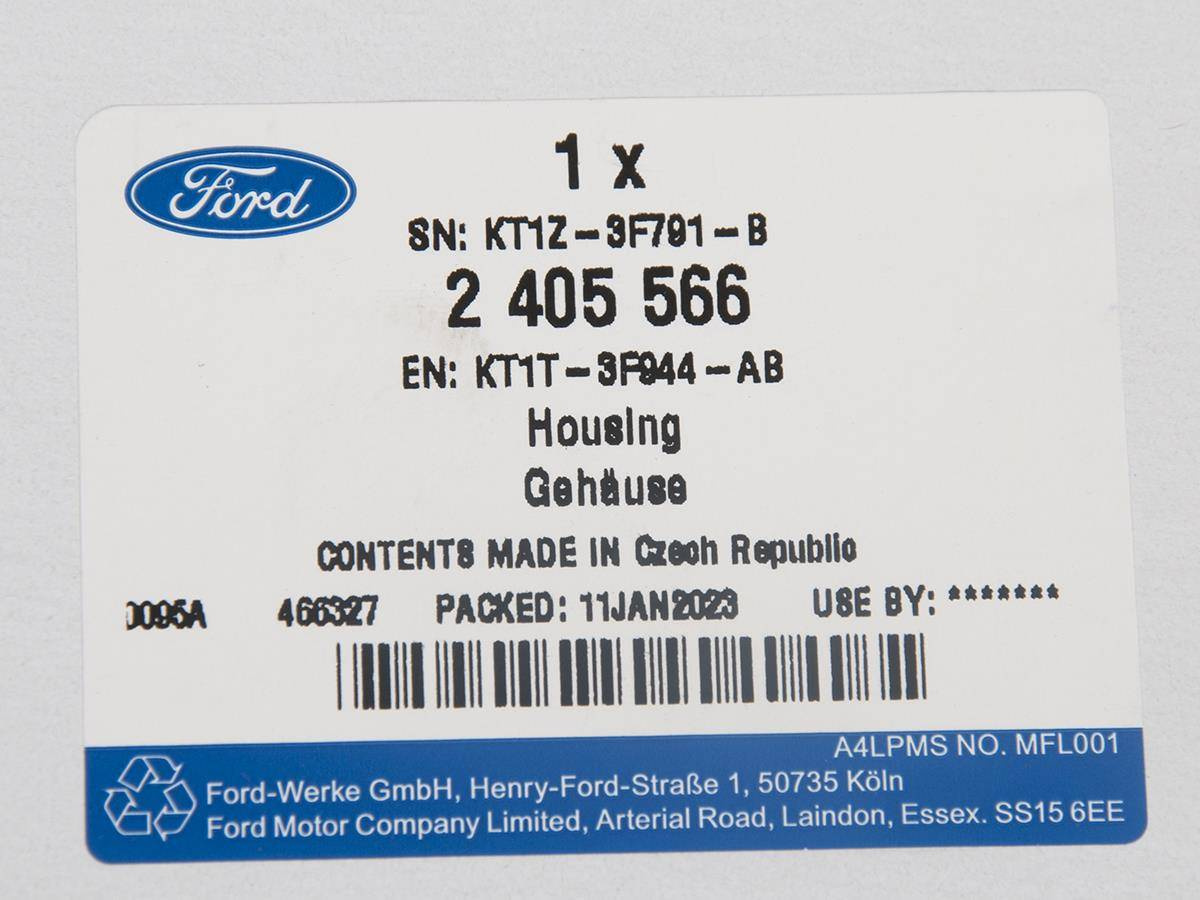 Ford
1 x
SN: KT1Z-3F791-B
2 405 566
EN: KT1T-3F944-AB
Housing
Gehäuse
CONTENTS MADE IN Czech Republic
0095A 466327 PACKED: 11JAN2023 USE BY: *******
A4LPMS NO. MFL001
Ford-Werke GmbH, Henry-Ford-Straße 1, 50735 Köln
Ford Motor Company Limited, Arterial Road, Laindon, Essex. SS15 6EE